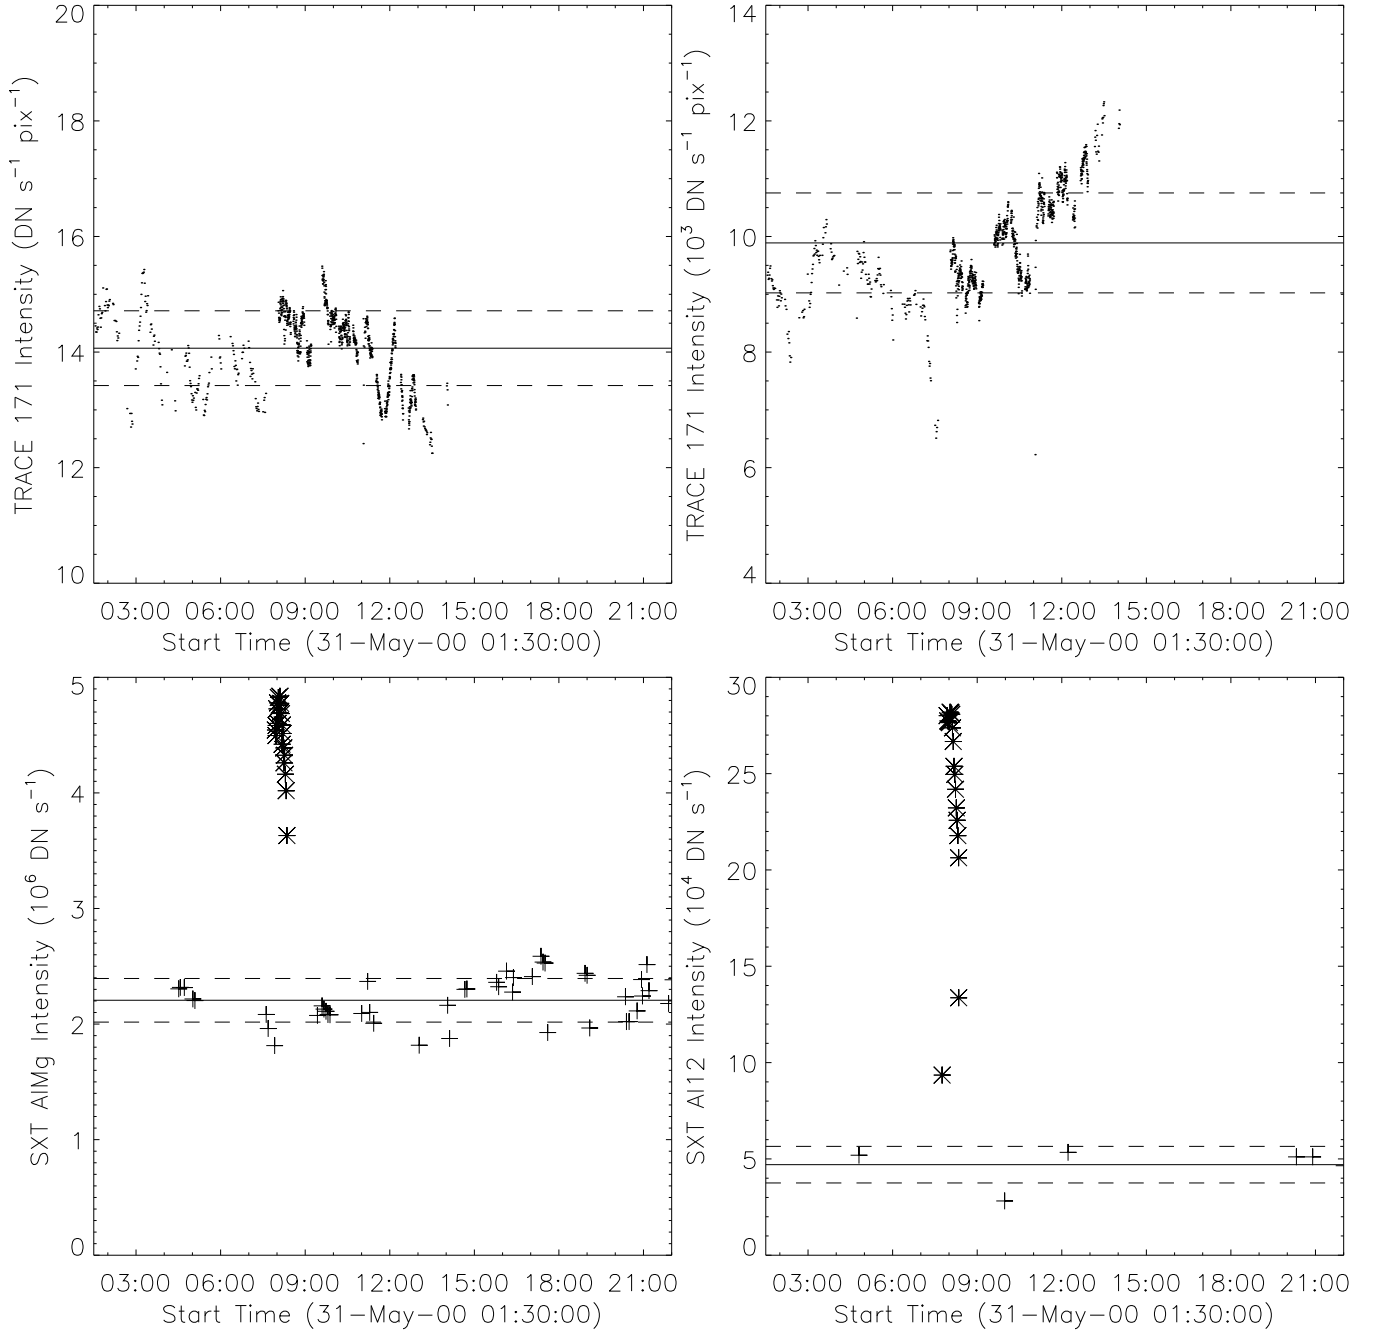 TRACE 171 Intensity (DN s⁻¹ pix⁻¹)
20
18
16
14
12
10
03:00 06:00 09:00 12:00 15:00 18:00 21:00
Start Time (31-May-00 01:30:00)
TRACE 171 Intensity (10³ DN s⁻¹ pix⁻¹)
14
12
10
8
6
4
03:00 06:00 09:00 12:00 15:00 18:00 21:00
Start Time (31-May-00 01:30:00)
SXT AlMg Intensity (10⁶ DN s⁻¹)
5
4
3
2
1
0
03:00 06:00 09:00 12:00 15:00 18:00 21:00
Start Time (31-May-00 01:30:00)
SXT Al12 Intensity (10⁴ DN s⁻¹)
30
25
20
15
10
5
0
03:00 06:00 09:00 12:00 15:00 18:00 21:00
Start Time (31-May-00 01:30:00)